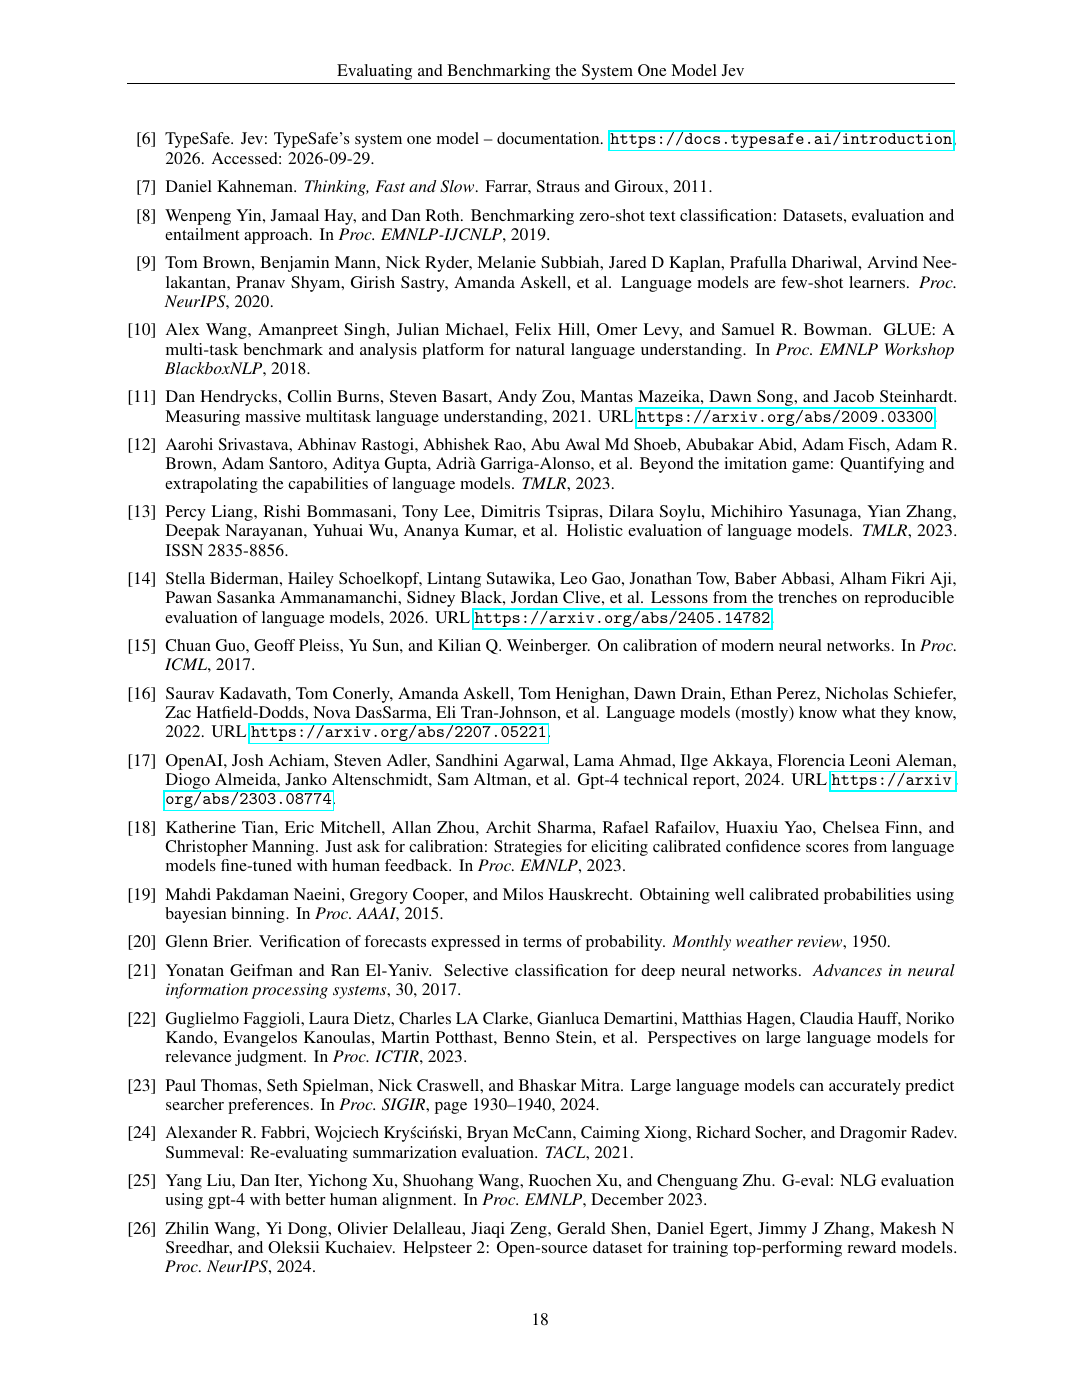 Evaluating and Benchmarking the System One Model Jev
[6] TypeSafe. Jev: TypeSafe's system one model – documentation. https://docs.typesafe.ai/introduction.
2026. Accessed: 2026-09-29.
[7] Daniel Kahneman. Thinking, Fast and Slow. Farrar, Straus and Giroux, 2011.
[8] Wenpeng Yin, Jamaal Hay, and Dan Roth. Benchmarking zero-shot text classification: Datasets, evaluation and
entailment approach. In Proc. EMNLP-IJCNLP, 2019.
[9] Tom Brown, Benjamin Mann, Nick Ryder, Melanie Subbiah, Jared D Kaplan, Prafulla Dhariwal, Arvind Nee-
lakantan, Pranav Shyam, Girish Sastry, Amanda Askell, et al. Language models are few-shot learners. Proc.
NeurIPS, 2020.
[10] Alex Wang, Amanpreet Singh, Julian Michael, Felix Hill, Omer Levy, and Samuel R. Bowman. GLUE: A
multi-task benchmark and analysis platform for natural language understanding. In Proc. EMNLP Workshop
BlackboxNLP, 2018.
[11] Dan Hendrycks, Collin Burns, Steven Basart, Andy Zou, Mantas Mazeika, Dawn Song, and Jacob Steinhardt.
Measuring massive multitask language understanding, 2021. URL https://arxiv.org/abs/2009.03300.
[12] Aarohi Srivastava, Abhinav Rastogi, Abhishek Rao, Abu Awal Md Shoeb, Abubakar Abid, Adam Fisch, Adam R.
Brown, Adam Santoro, Aditya Gupta, Adrià Garriga-Alonso, et al. Beyond the imitation game: Quantifying and
extrapolating the capabilities of language models. TMLR, 2023.
[13] Percy Liang, Rishi Bommasani, Tony Lee, Dimitris Tsipras, Dilara Soylu, Michihiro Yasunaga, Yian Zhang,
Deepak Narayanan, Yuhuai Wu, Ananya Kumar, et al. Holistic evaluation of language models. TMLR, 2023.
ISSN 2835-8856.
[14] Stella Biderman, Hailey Schoelkopf, Lintang Sutawika, Leo Gao, Jonathan Tow, Baber Abbasi, Alham Fikri Aji,
Pawan Sasanka Ammanamanchi, Sidney Black, Jordan Clive, et al. Lessons from the trenches on reproducible
evaluation of language models, 2026. URL https://arxiv.org/abs/2405.14782.
[15] Chuan Guo, Geoff Pleiss, Yu Sun, and Kilian Q. Weinberger. On calibration of modern neural networks. In Proc.
ICML, 2017.
[16] Saurav Kadavath, Tom Conerly, Amanda Askell, Tom Henighan, Dawn Drain, Ethan Perez, Nicholas Schiefer,
Zac Hatfield-Dodds, Nova DasSarma, Eli Tran-Johnson, et al. Language models (mostly) know what they know,
2022. URL https://arxiv.org/abs/2207.05221.
[17] OpenAI, Josh Achiam, Steven Adler, Sandhini Agarwal, Lama Ahmad, Ilge Akkaya, Florencia Leoni Aleman,
Diogo Almeida, Janko Altenschmidt, Sam Altman, et al. Gpt-4 technical report, 2024. URL https://arxiv.
org/abs/2303.08774.
[18] Katherine Tian, Eric Mitchell, Allan Zhou, Archit Sharma, Rafael Rafailov, Huaxiu Yao, Chelsea Finn, and
Christopher Manning. Just ask for calibration: Strategies for eliciting calibrated confidence scores from language
models fine-tuned with human feedback. In Proc. EMNLP, 2023.
[19] Mahdi Pakdaman Naeini, Gregory Cooper, and Milos Hauskrecht. Obtaining well calibrated probabilities using
bayesian binning. In Proc. AAAI, 2015.
[20] Glenn Brier. Verification of forecasts expressed in terms of probability. Monthly weather review, 1950.
[21] Yonatan Geifman and Ran El-Yaniv. Selective classification for deep neural networks. Advances in neural
information processing systems, 30, 2017.
[22] Guglielmo Faggioli, Laura Dietz, Charles LA Clarke, Gianluca Demartini, Matthias Hagen, Claudia Hauff, Noriko
Kando, Evangelos Kanoulas, Martin Potthast, Benno Stein, et al. Perspectives on large language models for
relevance judgment. In Proc. ICTIR, 2023.
[23] Paul Thomas, Seth Spielman, Nick Craswell, and Bhaskar Mitra. Large language models can accurately predict
searcher preferences. In Proc. SIGIR, page 1930–1940, 2024.
[24] Alexander R. Fabbri, Wojciech Kryściński, Bryan McCann, Caiming Xiong, Richard Socher, and Dragomir Radev.
Summeval: Re-evaluating summarization evaluation. TACL, 2021.
[25] Yang Liu, Dan Iter, Yichong Xu, Shuohang Wang, Ruochen Xu, and Chenguang Zhu. G-eval: NLG evaluation
using gpt-4 with better human alignment. In Proc. EMNLP, December 2023.
[26] Zhilin Wang, Yi Dong, Olivier Delalleau, Jiaqi Zeng, Gerald Shen, Daniel Egert, Jimmy J Zhang, Makesh N
Sreedhar, and Oleksii Kuchaiev. Helpsteer 2: Open-source dataset for training top-performing reward models.
Proc. NeurIPS, 2024.
18